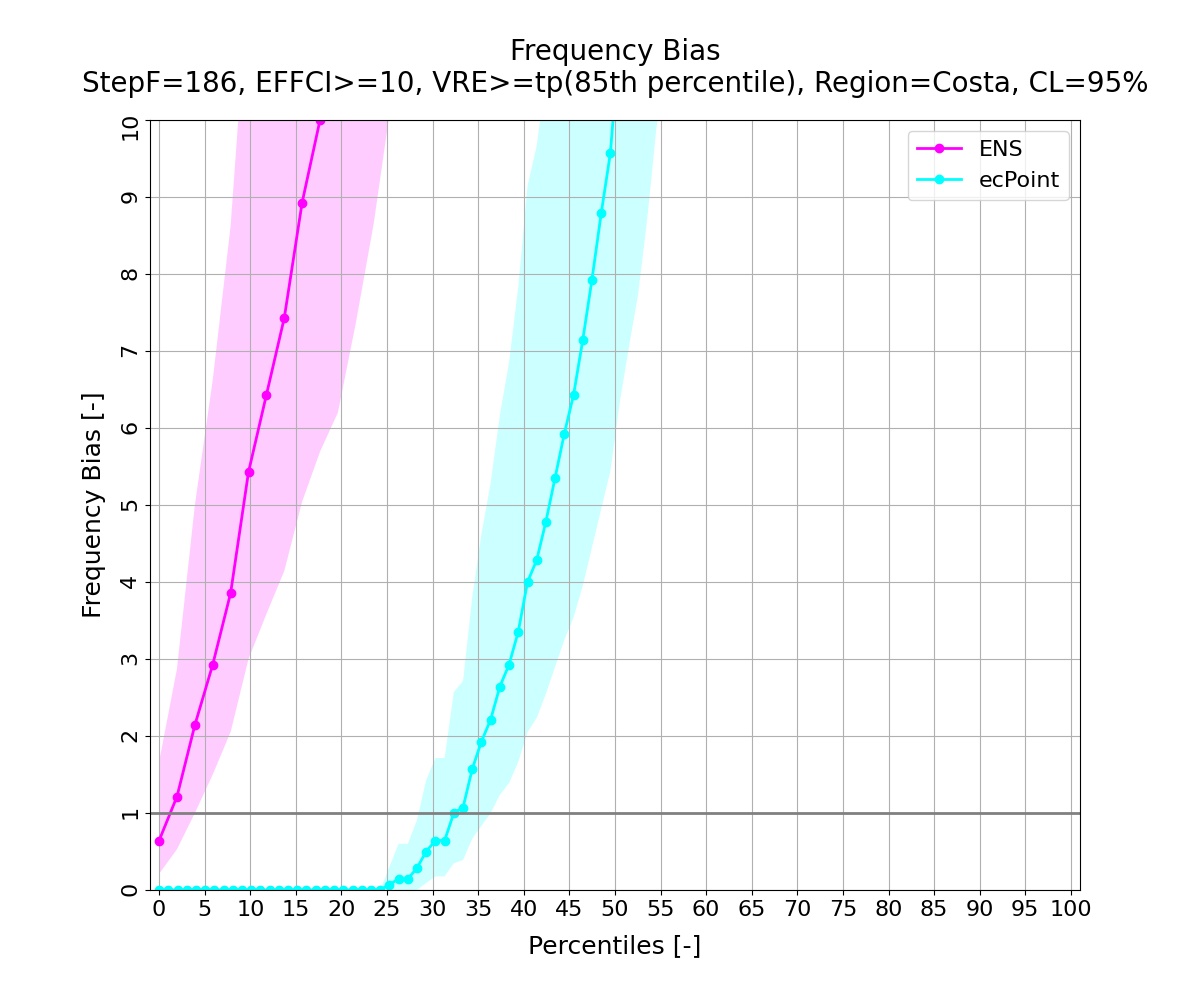 Frequency Bias
StepF=186, EFFCI>=10, VRE>=tp(85th percentile), Region=Costa, CL=95%
ENS
ecPoint
Frequency Bias [-]
10
9
8
7
6
5
4
3
2
1
0
0 5 10 15 20 25 30 35 40 45 50 55 60 65 70 75 80 85 90 95 100
Percentiles [-]